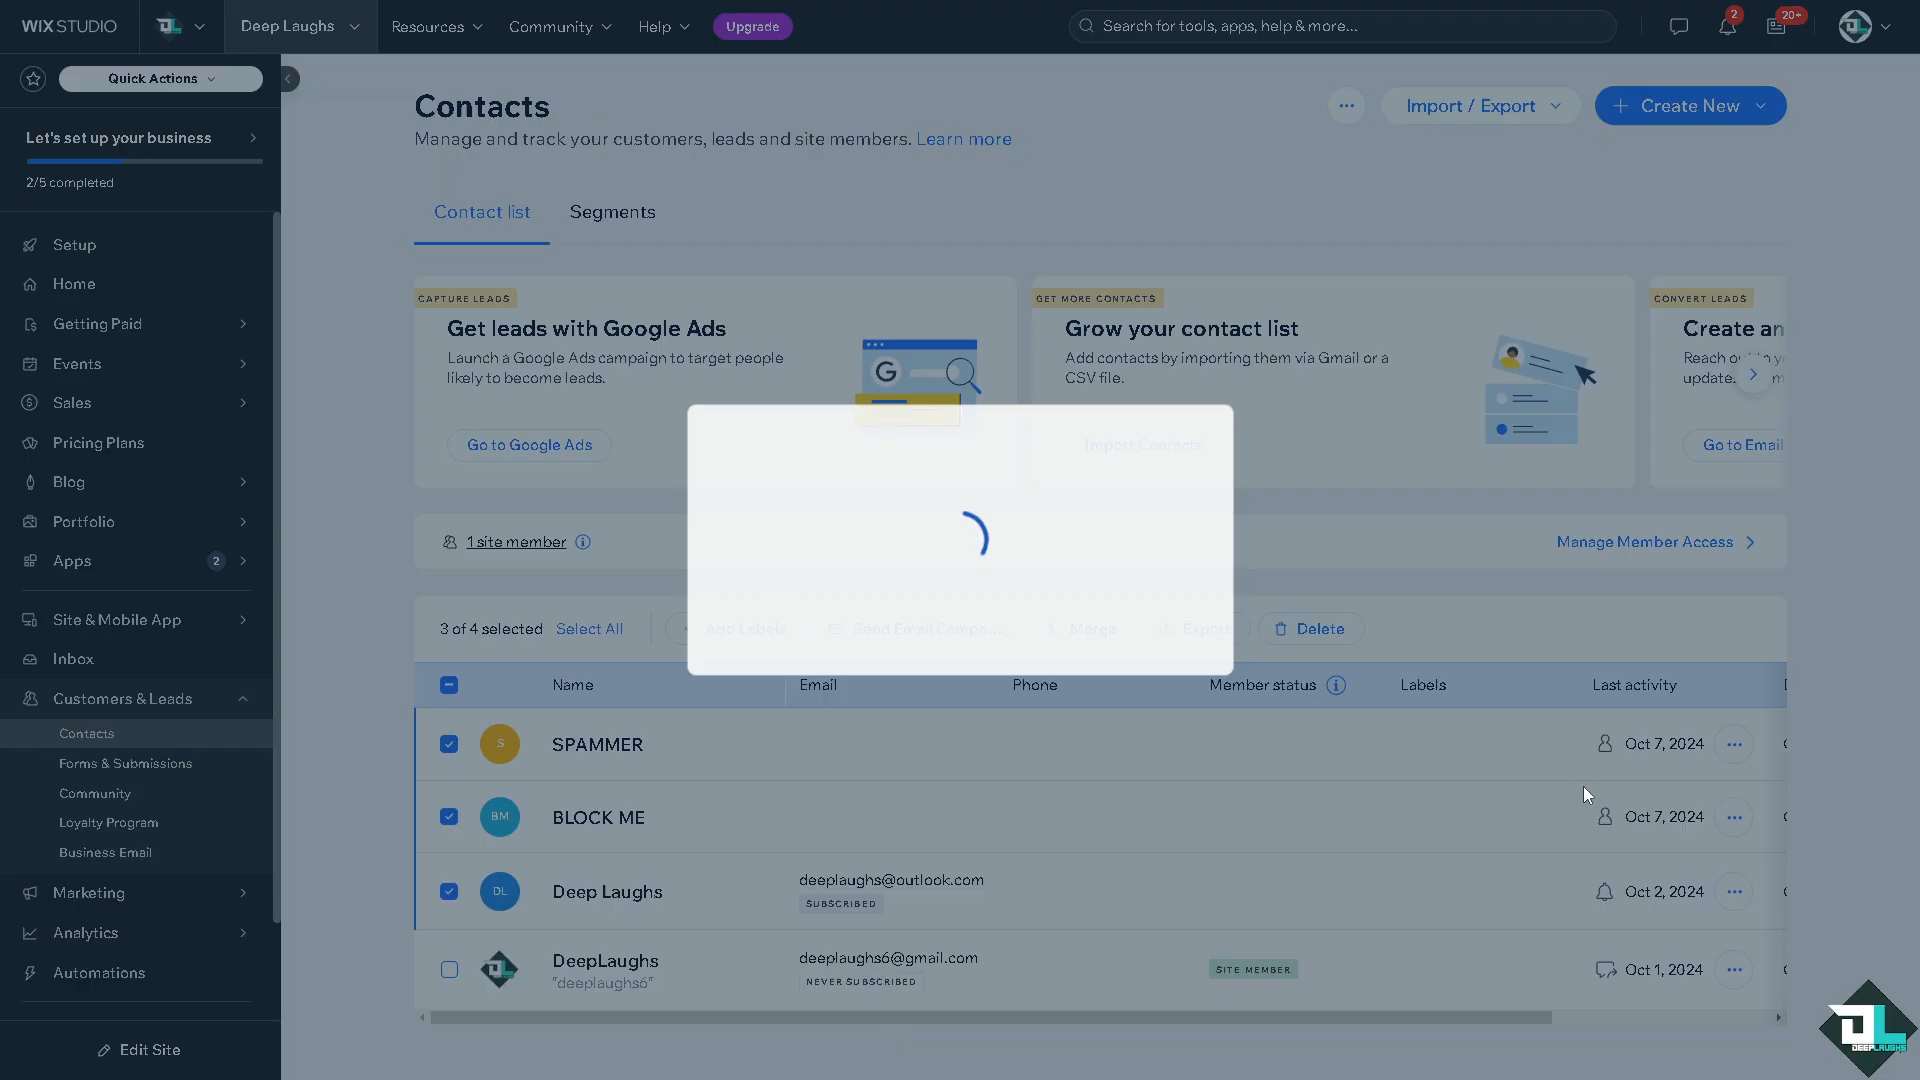 WIX STUDIO
Deep Laughs
Resources
Community
Help
Upgrade
Search for tools, apps, help & more...
2
20+
Quick Actions
Let's set up your business
2/5 completed
Setup
Home
Getting Paid
Events
Sales
Pricing Plans
Blog
Portfolio
Apps
2
Site & Mobile App
Inbox
Customers & Leads
Contacts
Forms & Submissions
Community
Loyalty Program
Business Email
Marketing
Analytics
Automations
Edit Site
Contacts
Import / Export
Create New
Manage and track your customers, leads and site members. Learn more
Contact list
Segments
CAPTURE LEADS
Get leads with Google Ads
Launch a Google Ads campaign to target people
likely to become leads.
G
Go to Google Ads
GET MORE CONTACTS
Grow your contact list
Add contacts by importing them via Gmail or a
CSV file.
Import Contacts
CONVERT LEADS
Create an
Go to Email
1 site member
Manage Member Access
3 of 4 selected
Select All
Add Labels
Send Email Campa...
Merge
Export
Delete
Name
Email
Phone
Member status
Labels
Last activity
S
SPAMMER
Oct 7, 2024
BM
BLOCK ME
Oct 7, 2024
DL
Deep Laughs
deeplaughs@outlook.com
SUBSCRIBED
Oct 2, 2024
DeepLaughs
"deeplaughs6"
deeplaughs6@gmail.com
NEVER SUBSCRIBED
SITE MEMBER
Oct 1, 2024
DL
DEEPLAUGHS